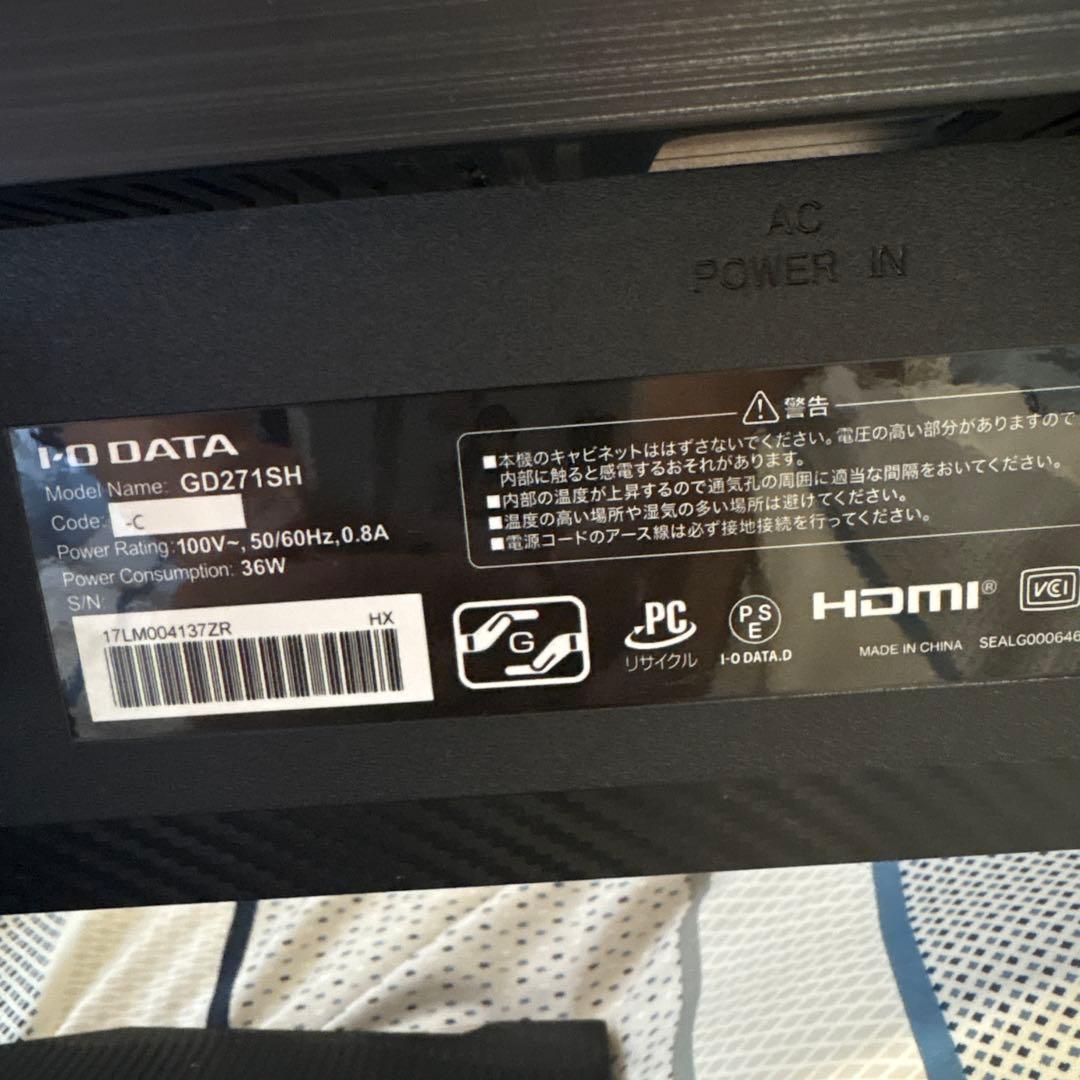 AC
POWER IN
I-O DATA
Model Name: GD271SH
Code: -C
Power Rating:100V~, 50/60Hz,0.8A
Power Consumption: 36W
S/N:
17LM004137ZR HX
警告
■本機のキャビネットははずさないでください。電圧の高い部分がありますので
内部に触ると感電するおそれがあります。
■内部の温度が上昇するので通気孔の周囲に適当な間隔をおいてください。
■温度の高い場所や湿気の多い場所は避けてください。
■電源コードのアース線は必ず接地接続を行ってください。
G
PC
リサイクル
PS
E
I-O DATA.D
HDMI®
VCCI
MADE IN CHINA SEALG000646